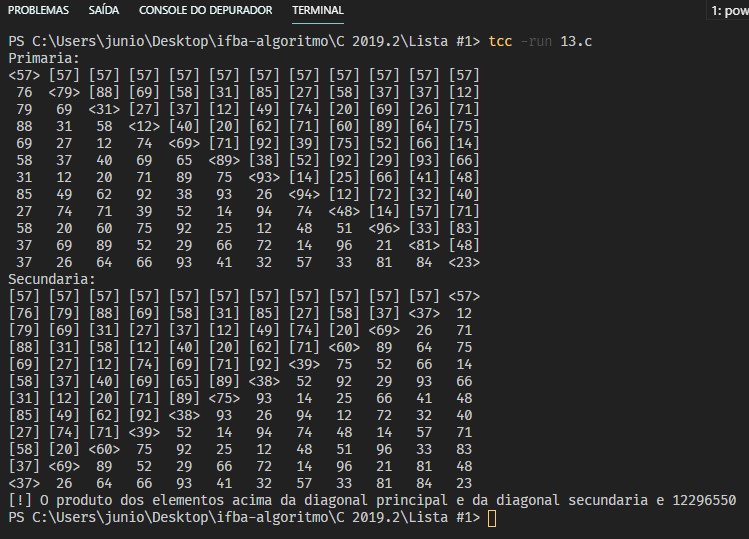 PROBLEMAS SAÍDA CONSOLE DO DEPURADOR TERMINAL 1: pow
PS C:\Users\junio\Desktop\ifba-algoritmo\C 2019.2\Lista #1> tcc -run 13.c
Primaria:
<57> [57] [57] [57] [57] [57] [57] [57] [57] [57] [57] [57]
76 <79> [88] [69] [58] [31] [85] [27] [58] [37] [37] [12]
79 69 <31> [27] [37] [12] [49] [74] [20] [69] [26] [71]
88 31 58 <12> [40] [20] [62] [71] [60] [89] [64] [75]
69 27 12 74 <69> [71] [92] [39] [75] [52] [66] [14]
58 37 40 69 65 <89> [38] [52] [92] [29] [93] [66]
31 12 20 71 89 75 <93> [14] [25] [66] [41] [48]
85 49 62 92 38 93 26 <94> [12] [72] [32] [40]
27 74 71 39 52 14 94 74 <48> [14] [57] [71]
58 20 60 75 92 25 12 48 51 <96> [33] [83]
37 69 89 52 29 66 72 14 96 21 <81> [48]
37 26 64 66 93 41 32 57 33 81 84 <23>
Secundaria:
[57] [57] [57] [57] [57] [57] [57] [57] [57] [57] [57] <57>
[76] [79] [88] [69] [58] [31] [85] [27] [58] [37] <37> 12
[79] [69] [31] [27] [37] [12] [49] [74] [20] <69> 26 71
[88] [31] [58] [12] [40] [20] [62] [71] <60> 89 64 75
[69] [27] [12] [74] [69] [71] [92] <39> 75 52 66 14
[58] [37] [40] [69] [65] [89] <38> 52 92 29 93 66
[31] [12] [20] [71] [89] <75> 93 14 25 66 41 48
[85] [49] [62] [92] <38> 93 26 94 12 72 32 40
[27] [74] [71] <39> 52 14 94 74 48 14 57 71
[58] [20] <60> 75 92 25 12 48 51 96 33 83
[37] <69> 89 52 29 66 72 14 96 21 81 48
<37> 26 64 66 93 41 32 57 33 81 84 23
[!] O produto dos elementos acima da diagonal principal e da diagonal secundaria e 12296550
PS C:\Users\junio\Desktop\ifba-algoritmo\C 2019.2\Lista #1>